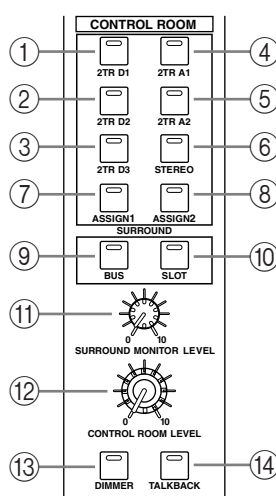 CONTROL ROOM
① ④
2TR D1 2TR A1
② ⑤
2TR D2 2TR A2
③ ⑥
2TR D3 STEREO
⑦ ⑧
ASSIGN1 ASSIGN2
SURROUND
⑨ ⑩
BUS SLOT
⑪
0 10
SURROUND MONITOR LEVEL
⑫
0 10
CONTROL ROOM LEVEL
⑬ ⑭
DIMMER TALKBACK